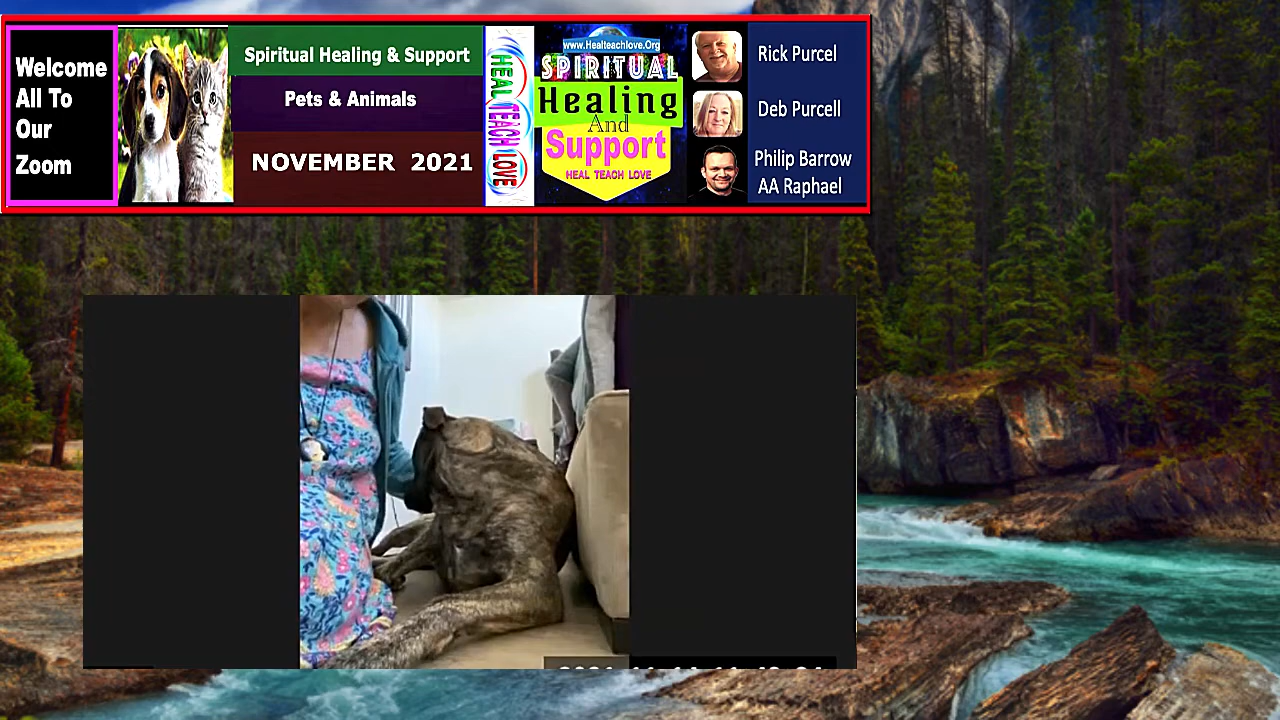 Welcome
All To
Our
Zoom
Spiritual Healing & Support
Pets & Animals
NOVEMBER 2021
HEAL TEACH LOVE
www.Healteachlove.Org
SPIRITUAL
Healing
And
Support
HEAL TEACH LOVE
Rick Purcel
Deb Purcell
Philip Barrow
AA Raphael